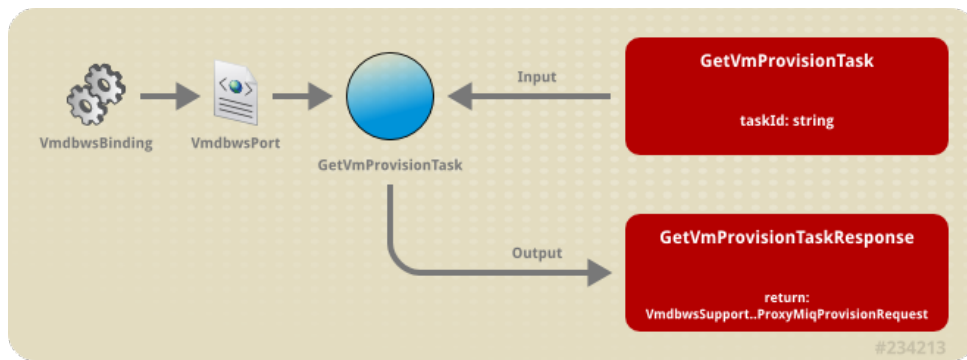 GetVmProvisionTask
Input
taskId: string
VmdbwsBinding
VmdbwsPort
GetVmProvisionTask
GetVmProvisionTaskResponse
Output
return:
VmdbwsSupport..ProxyMiqProvisionRequest
#234213